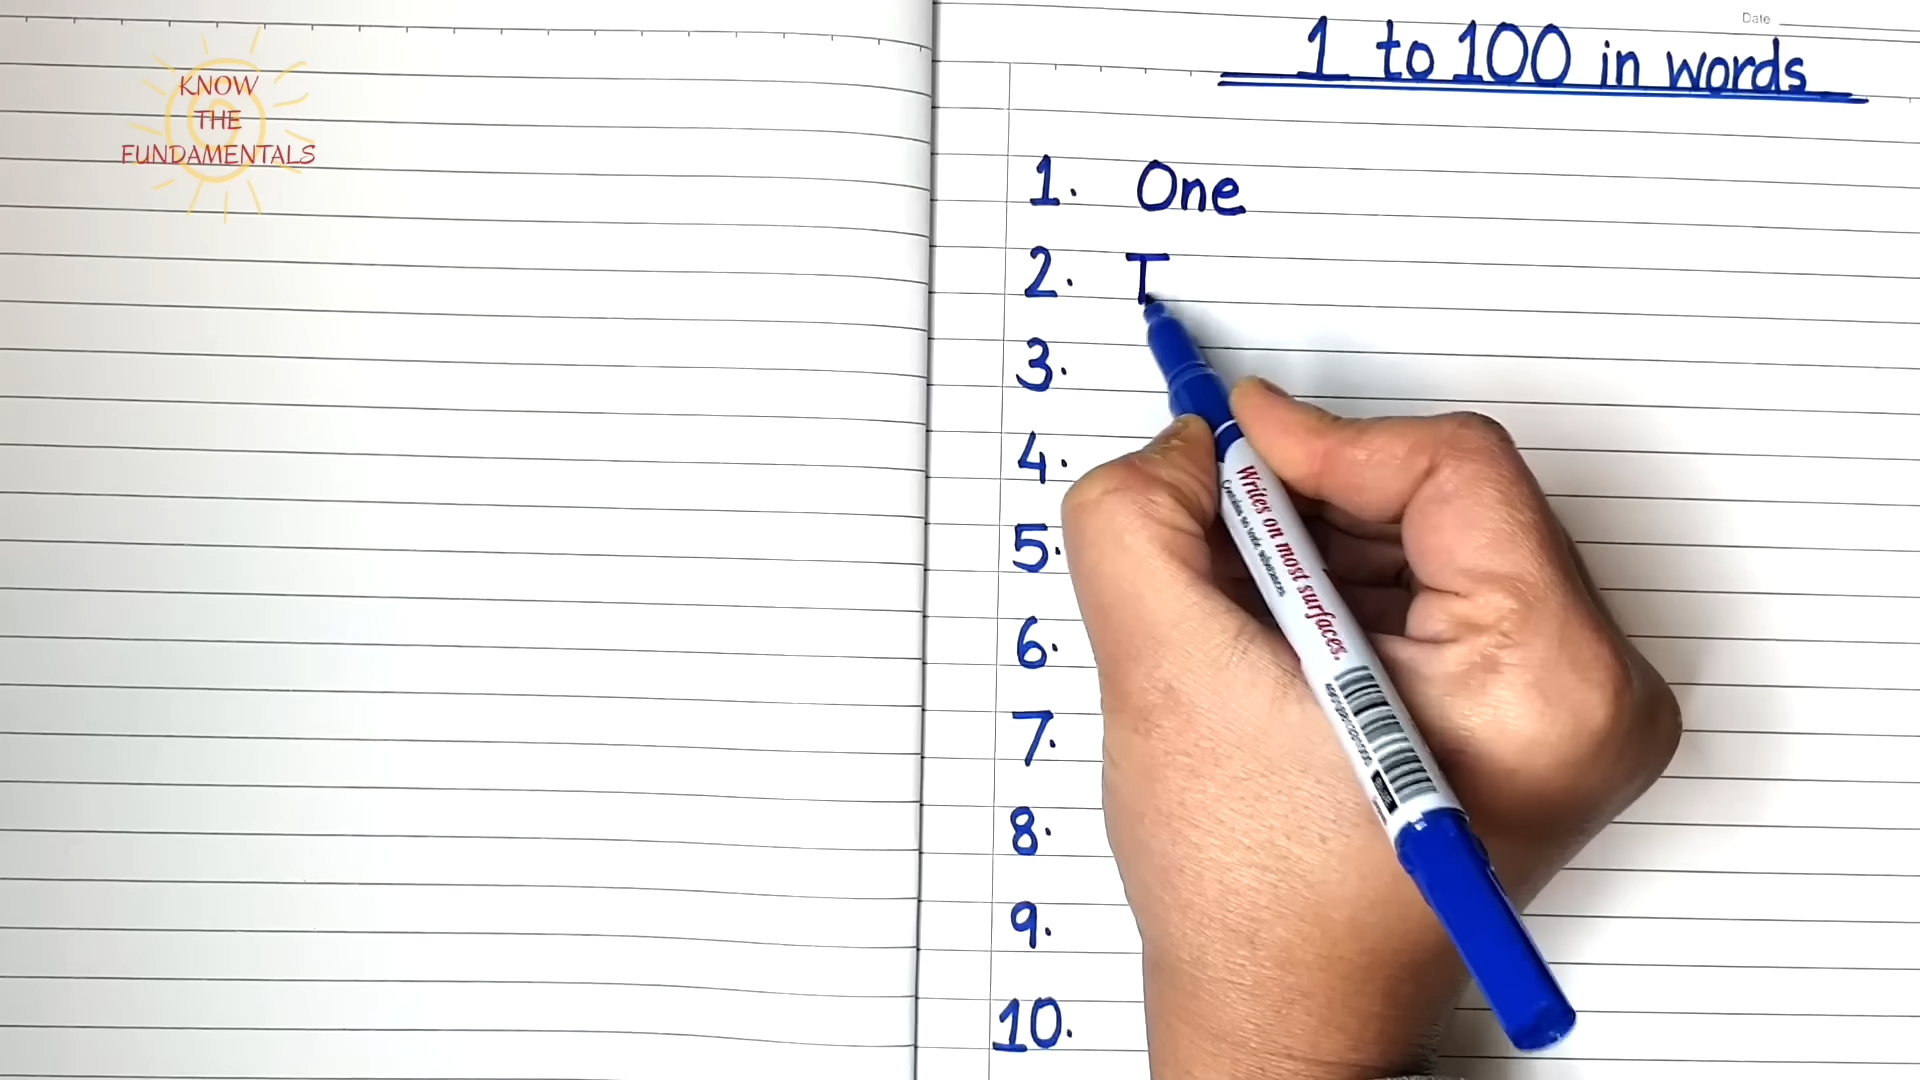 KNOW
THE
FUNDAMENTALS
Date
1 to 100 in words
1. One
2. T
3.
4.
5.
6.
7.
8.
9.
10.
Writes on most surfaces.